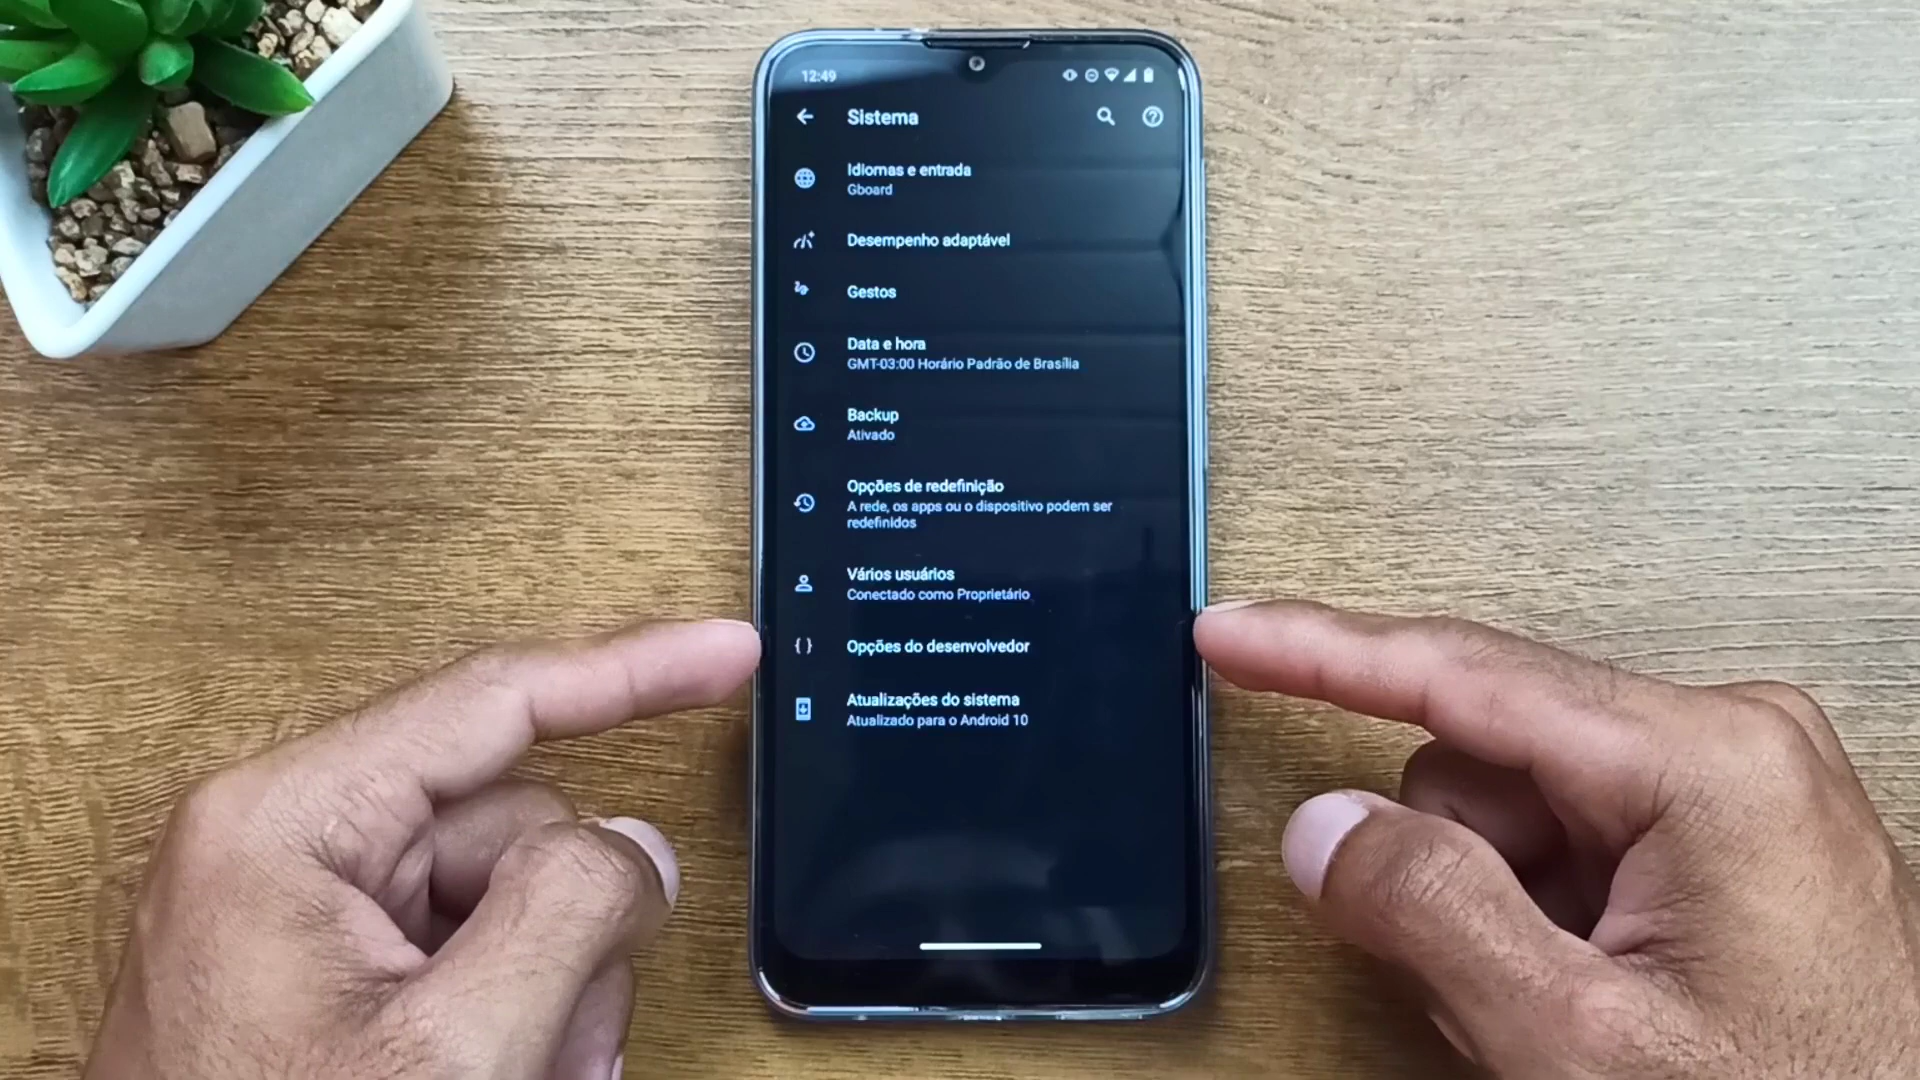 12:49
Sistema
Idiomas e entrada
Gboard
Desempenho adaptável
Gestos
Data e hora
GMT-03:00 Horário Padrão de Brasília
Backup
Ativado
Opções de redefinição
A rede, os apps ou o dispositivo podem ser
redefinidos
Vários usuários
Conectado como Proprietário
Opções do desenvolvedor
Atualizações do sistema
Atualizado para o Android 10